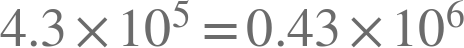 4.3 × 10⁵ = 0.43 × 10⁶